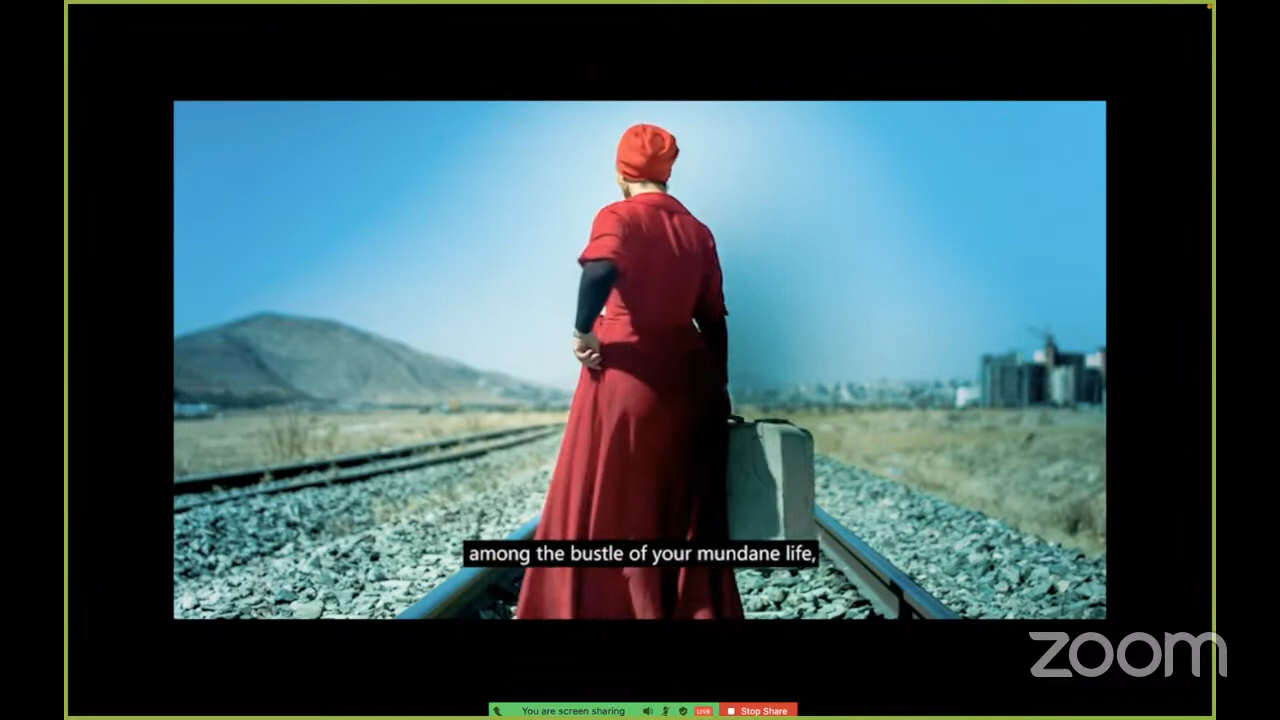 among the bustle of your mundane life,
zoom
You are screen sharing
LIVE
Stop Share